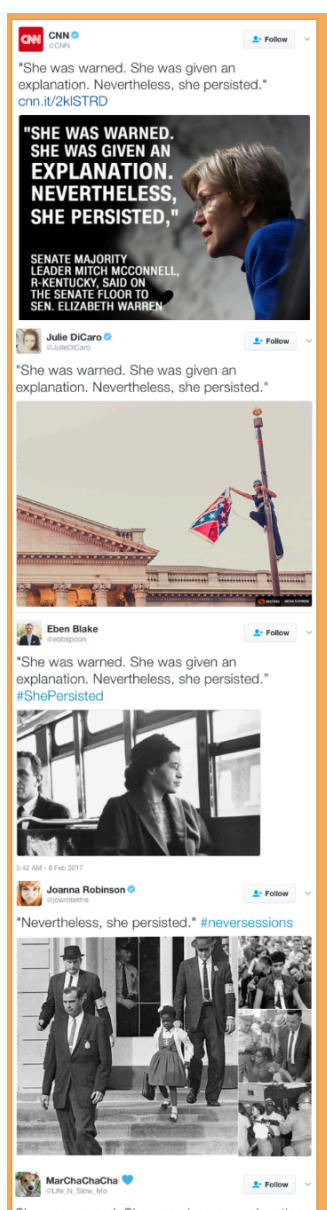 CNN
CNN
@CNN
Follow
"She was warned. She was given an
explanation. Nevertheless, she persisted."
cnn.it/2klSTRD
"SHE WAS WARNED.
SHE WAS GIVEN AN
EXPLANATION.
NEVERTHELESS,
SHE PERSISTED,"
SENATE MAJORITY
LEADER MITCH MCCONNELL,
R-KENTUCKY, SAID ON
THE SENATE FLOOR TO
SEN. ELIZABETH WARREN
Julie DiCaro
@JulieDiCaro
Follow
"She was warned. She was given an
explanation. Nevertheless, she persisted."
Eben Blake
@ebbspoon
Follow
"She was warned. She was given an
explanation. Nevertheless, she persisted."
#ShePersisted
5:42 AM - 8 Feb 2017
Joanna Robinson
@jowrotethis
Follow
"Nevertheless, she persisted." #neversessions
MarChaChaCha
@Life_N_Slow_Mo
Follow